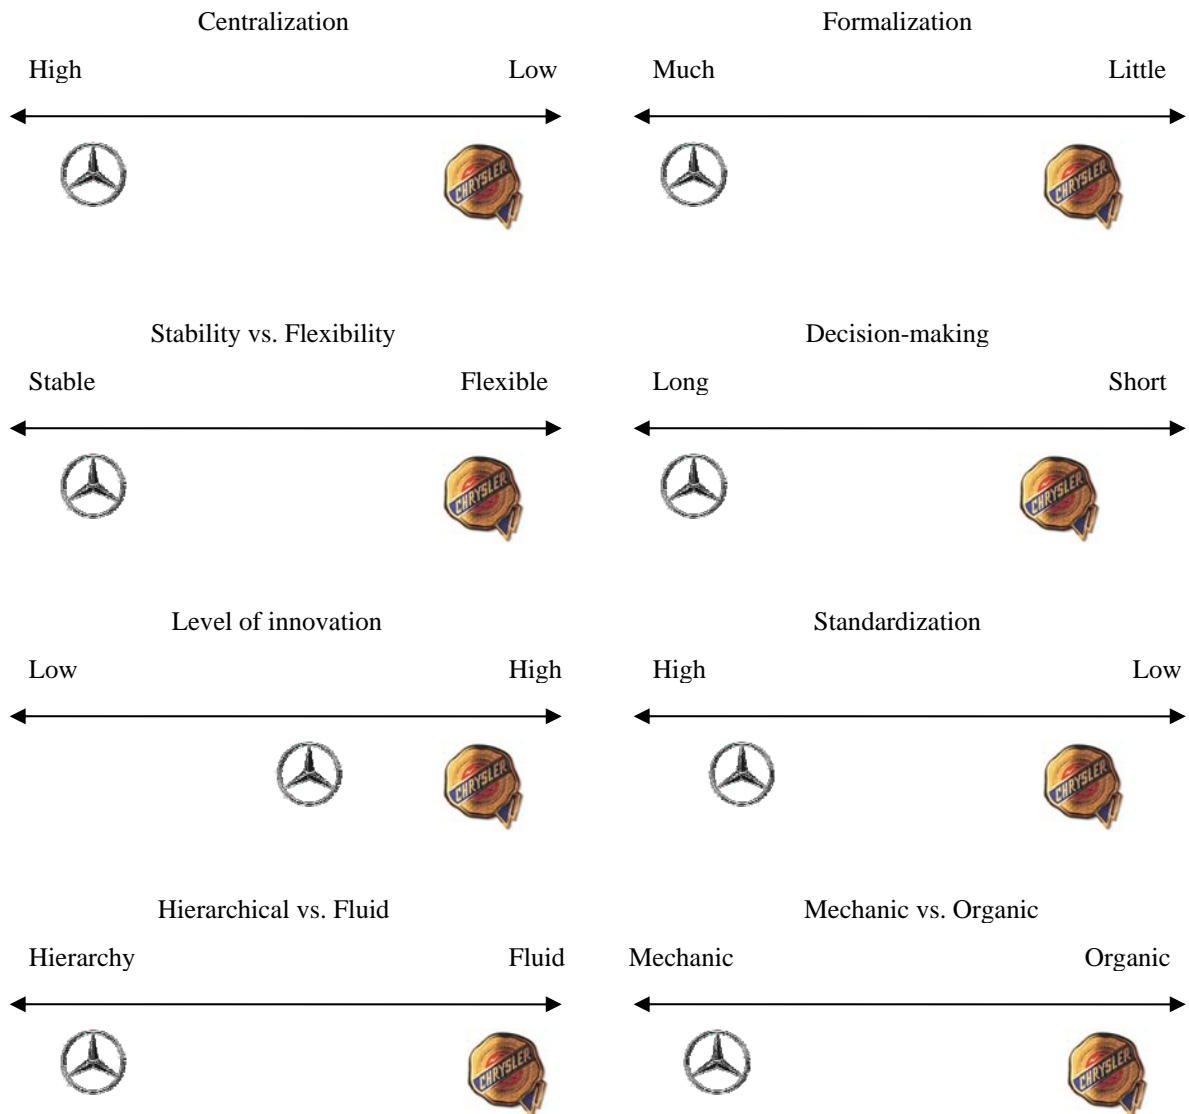 Centralization
High Low
CHRYSLER
Formalization
Much Little
CHRYSLER
Stability vs. Flexibility
Stable Flexible
CHRYSLER
Decision-making
Long Short
CHRYSLER
Level of innovation
Low High
CHRYSLER
Standardization
High Low
CHRYSLER
Hierarchical vs. Fluid
Hierarchy Fluid
CHRYSLER
Mechanic vs. Organic
Mechanic Organic
CHRYSLER